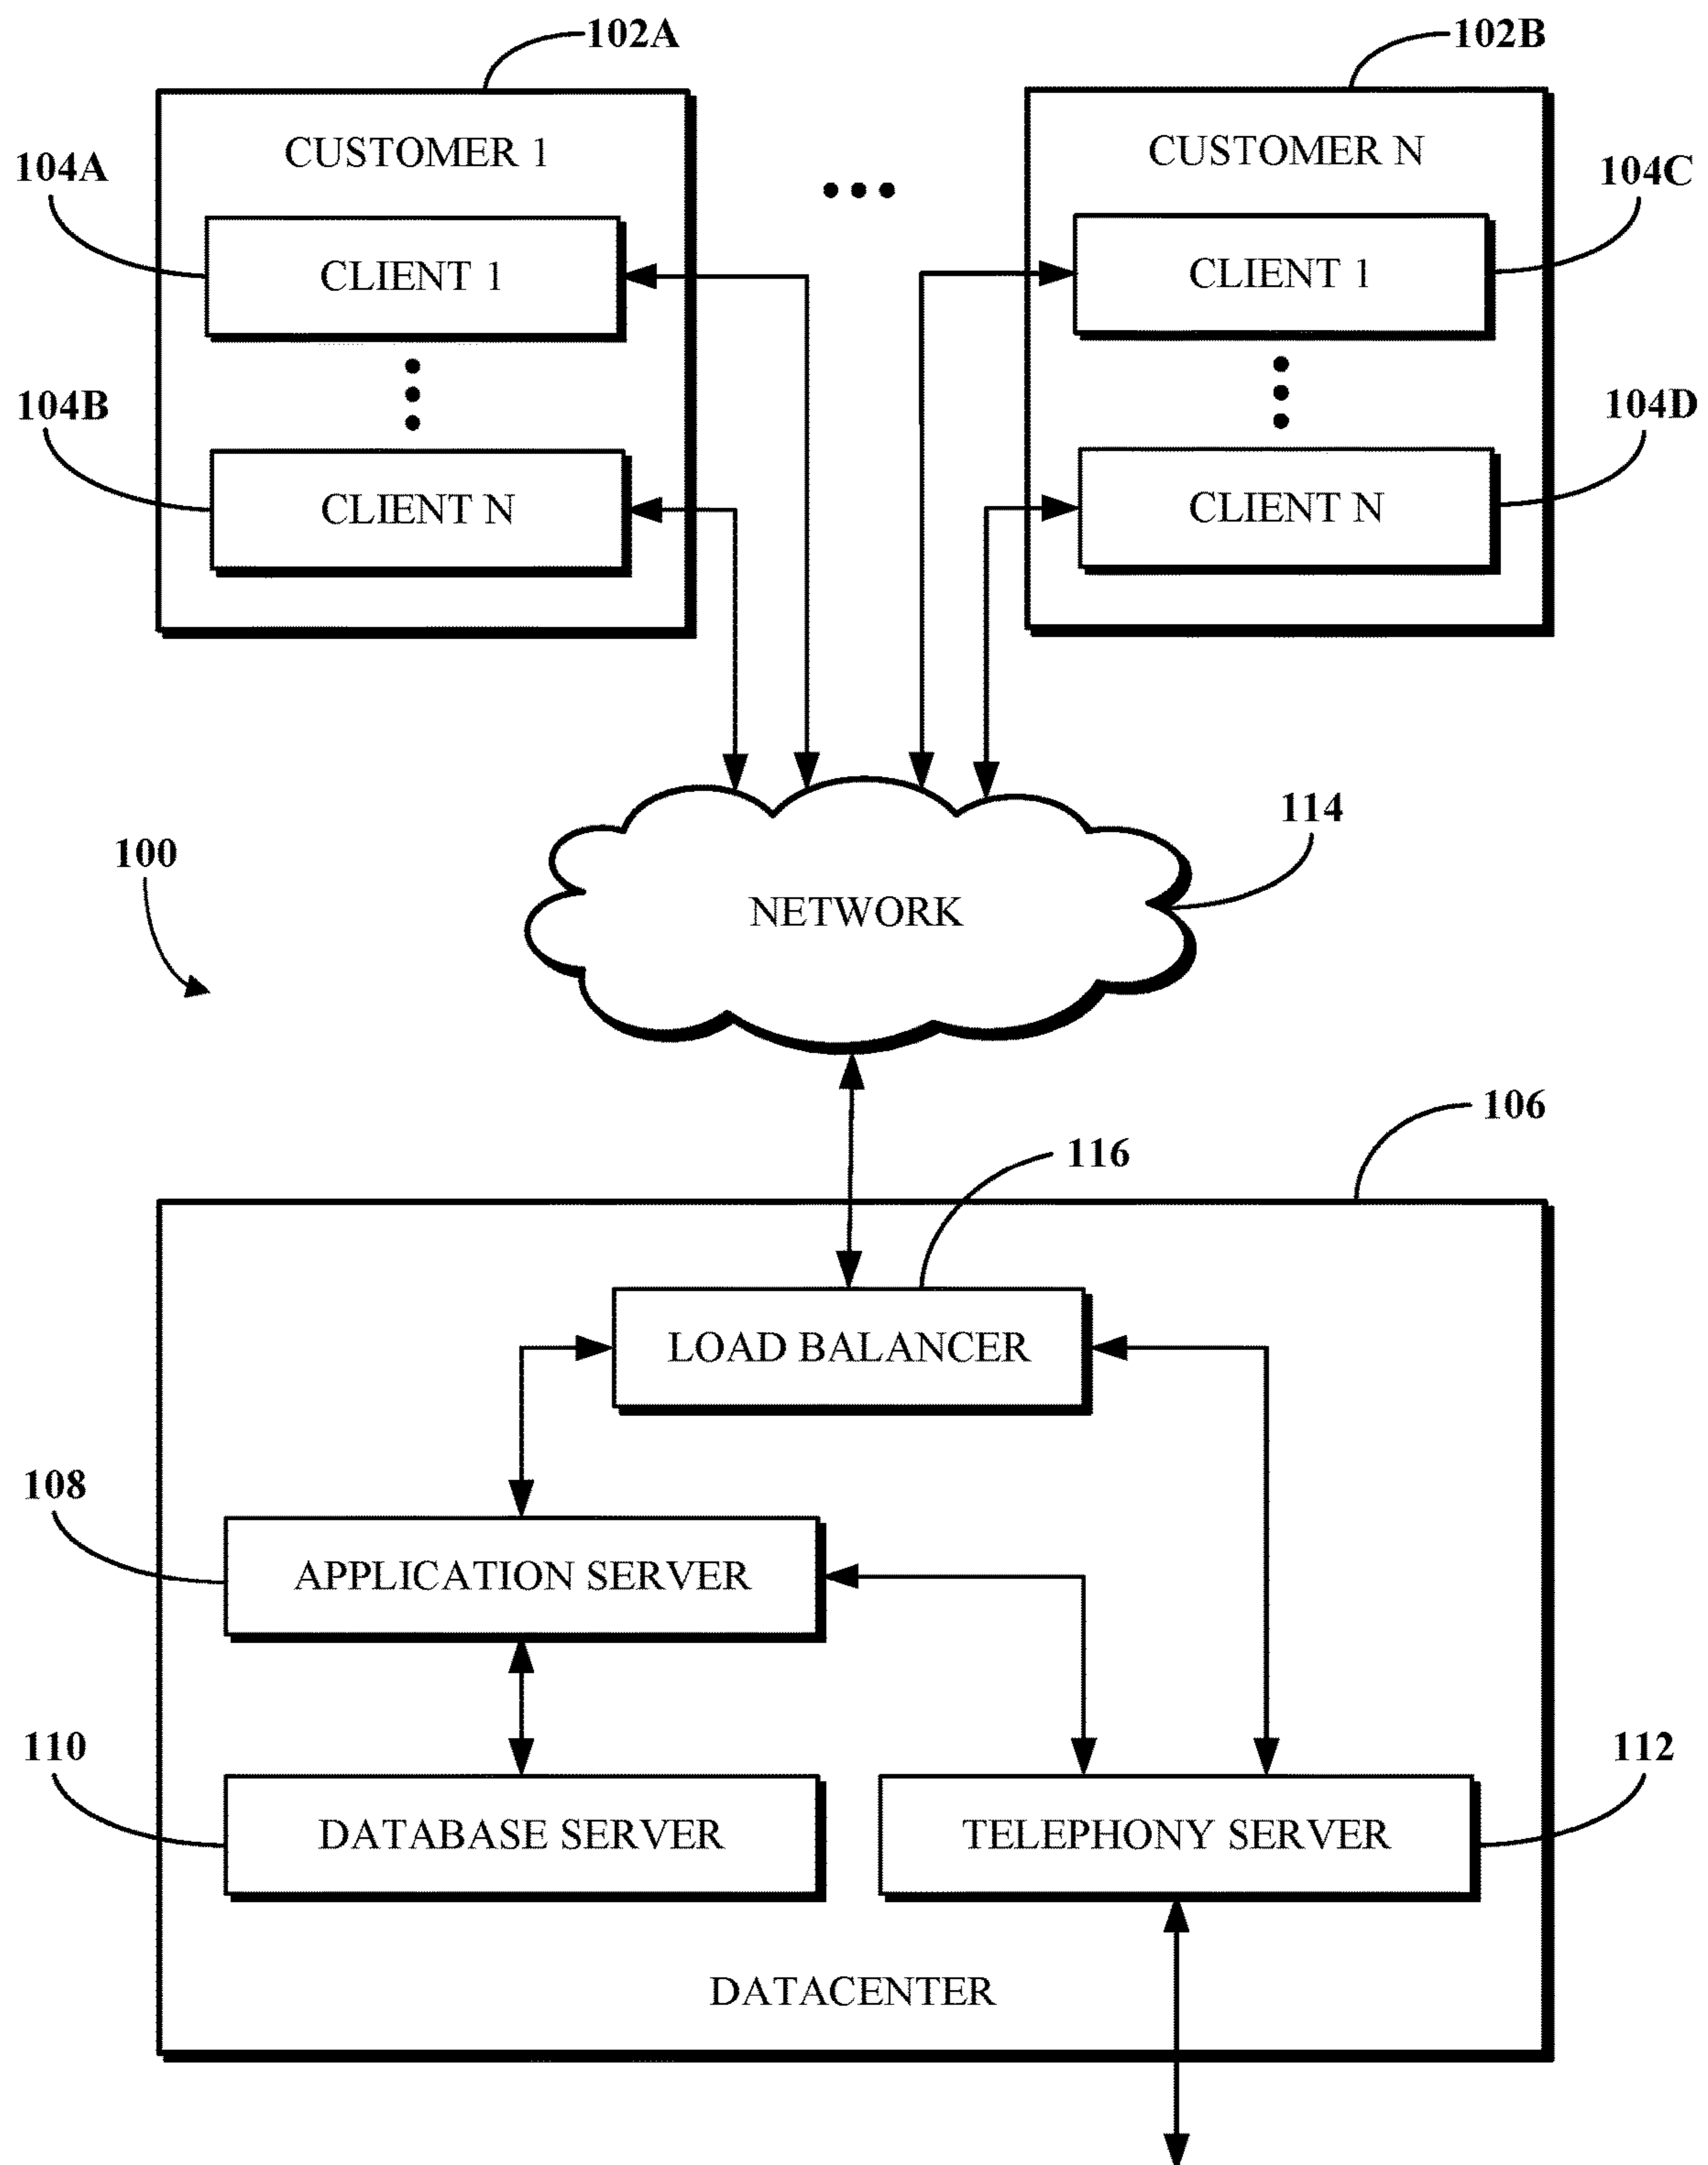 102A
102B
CUSTOMER 1
CUSTOMER N
104A
104C
CLIENT 1
CLIENT 1
104B
104D
CLIENT N
CLIENT N
114
100
NETWORK
106
116
LOAD BALANCER
108
APPLICATION SERVER
110
112
DATABASE SERVER
TELEPHONY SERVER
DATACENTER